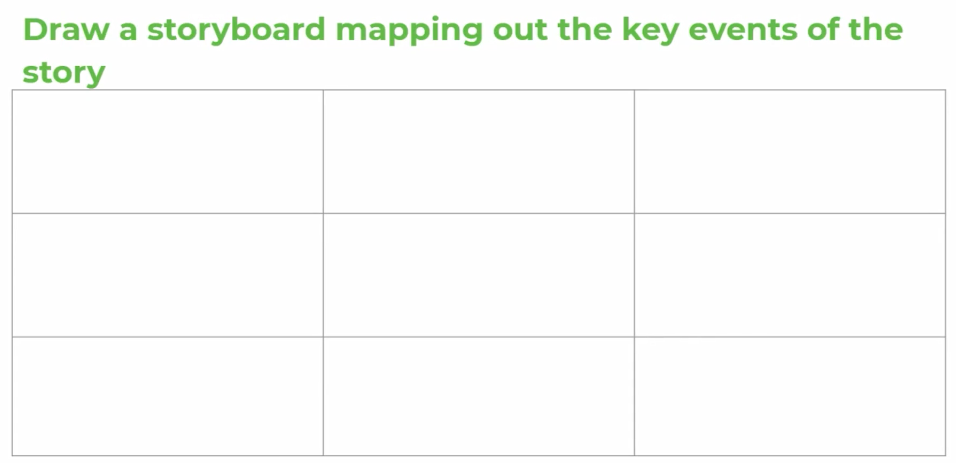 Draw a storyboard mapping out the key events of the
story